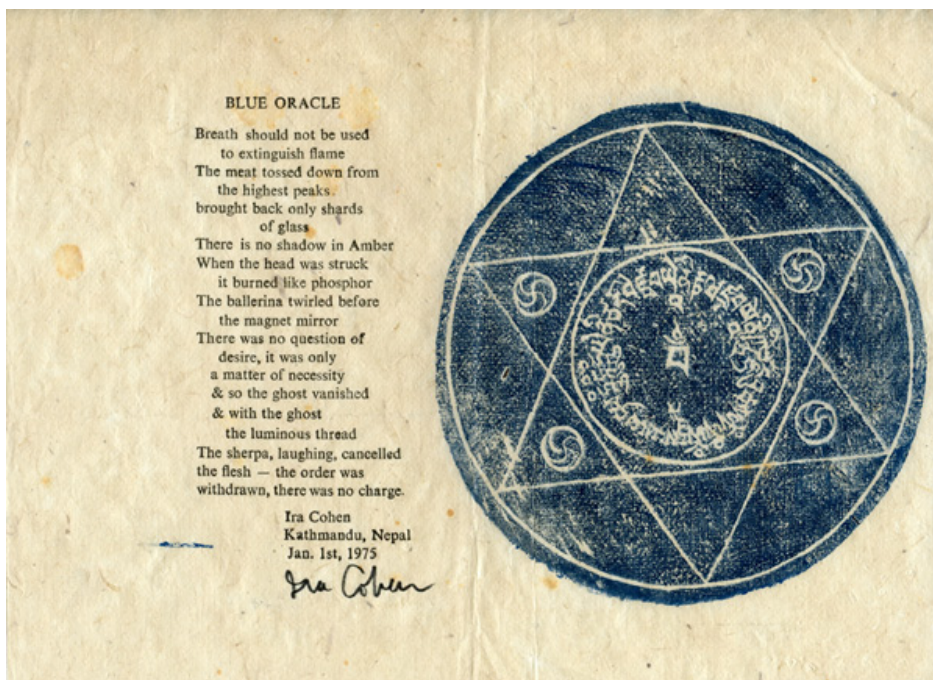 BLUE ORACLE
Breath should not be used
to extinguish flame
The meat tossed down from
the highest peaks
brought back only shards
of glass
There is no shadow in Amber
When the head was struck
it burned like phosphor
The ballerina twirled before
the magnet mirror
There was no question of
desire, it was only
a matter of necessity
& so the ghost vanished
& with the ghost
the luminous thread
The sherpa, laughing, cancelled
the flesh — the order was
withdrawn, there was no charge.
Ira Cohen
Kathmandu, Nepal
Jan. 1st, 1975
Ira Cohen